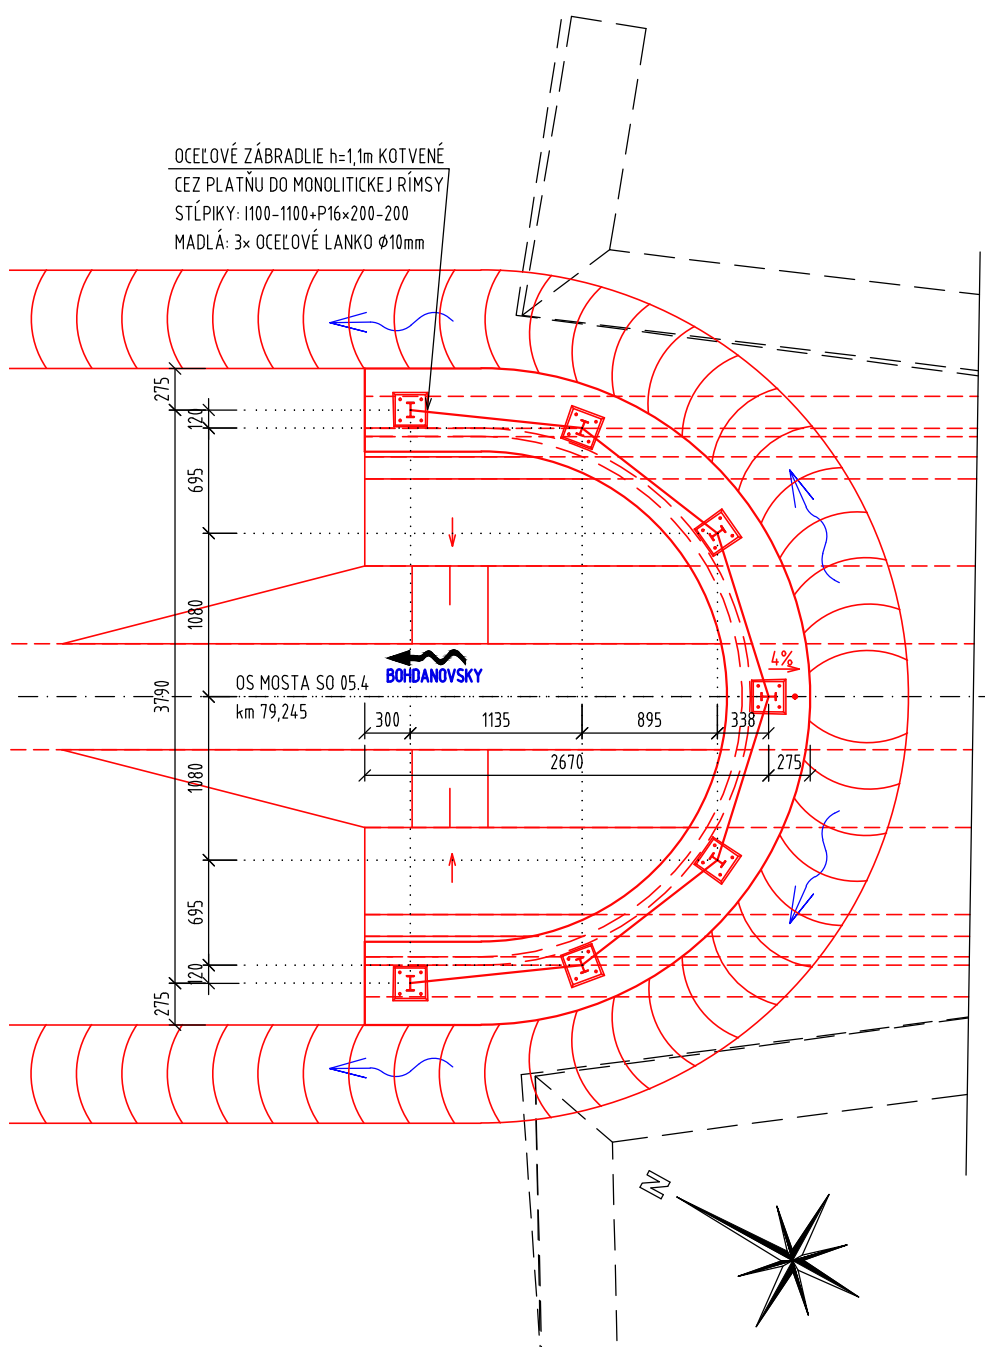 OCEĽOVÉ ZÁBRADLIE h=1,1m KOTVENÉ
CEZ PLATŇU DO MONOLITICKEJ RÍMSY
STĹPIKY: I100-1100+P16×200-200
MADLÁ: 3× OCEĽOVÉ LANKO Ø10mm
275
120
695
1080
3790
1080
695
120
275
BOHDANOVSKY
OS MOSTA SO 05.4
km 79,245
4%
300
1135
895
338
2670
275
N